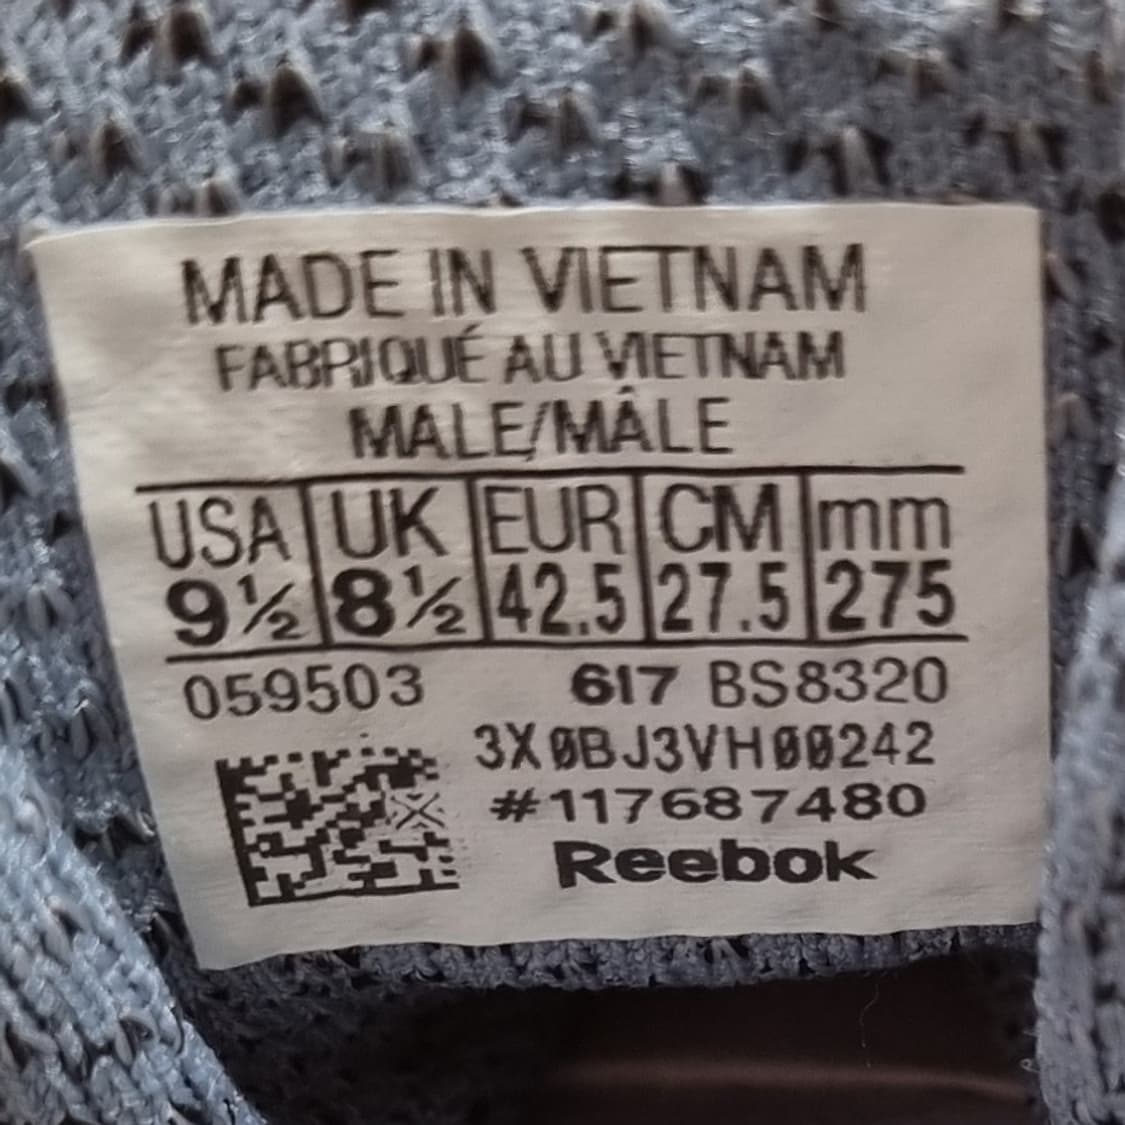 MADE IN VIETNAM
FABRIQUÉ AU VIETNAM
MALE/MÂLE
USA UK EUR CM mm
9½ 8½ 42.5 27.5 275
059503 617 BS8320
3X0BJ3VH00242
#117687480
Reebok